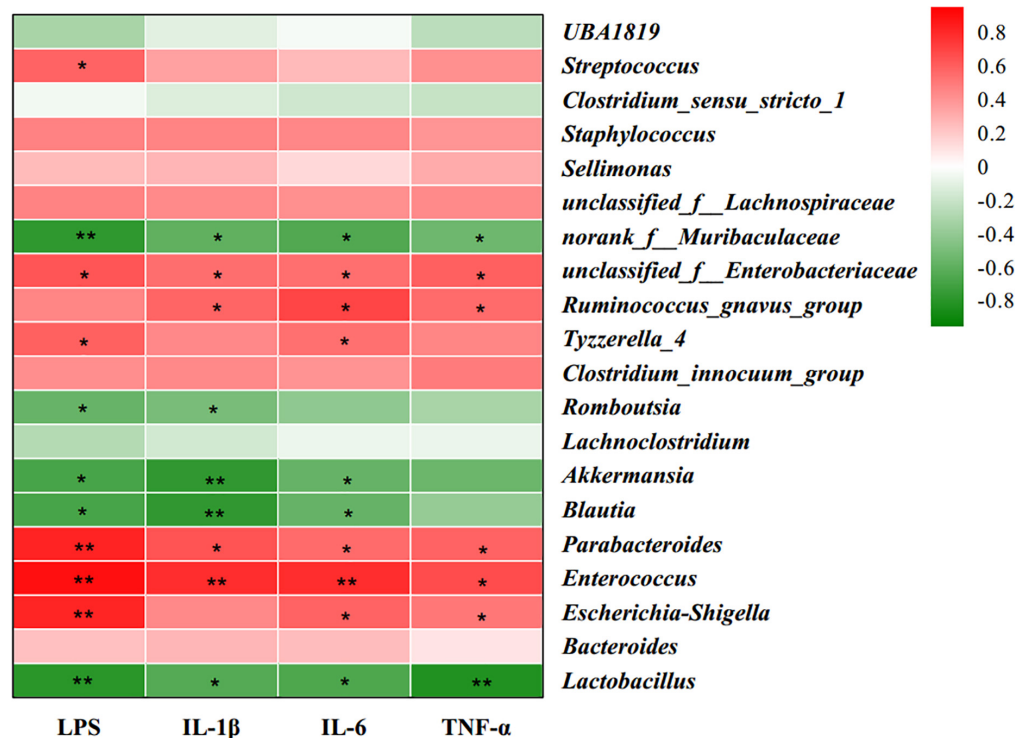 UBA1819
* Streptococcus
Clostridium_sensu_stricto_1
Staphylococcus
Sellimonas
unclassified_f__Lachnospiraceae
** * * * norank_f__Muribaculaceae
* * * * unclassified_f__Enterobacteriaceae
* * * Ruminococcus_gnavus_group
* * Tyzzerella_4
Clostridium_innocuum_group
* * Romboutsia
Lachnoclostridium
* ** * Akkermansia
* ** * Blautia
** * * * Parabacteroides
** ** ** * Enterococcus
** * * Escherichia-Shigella
Bacteroides
** * * ** Lactobacillus
LPS IL-1β IL-6 TNF-α
0.8
0.6
0.4
0.2
0
-0.2
-0.4
-0.6
-0.8